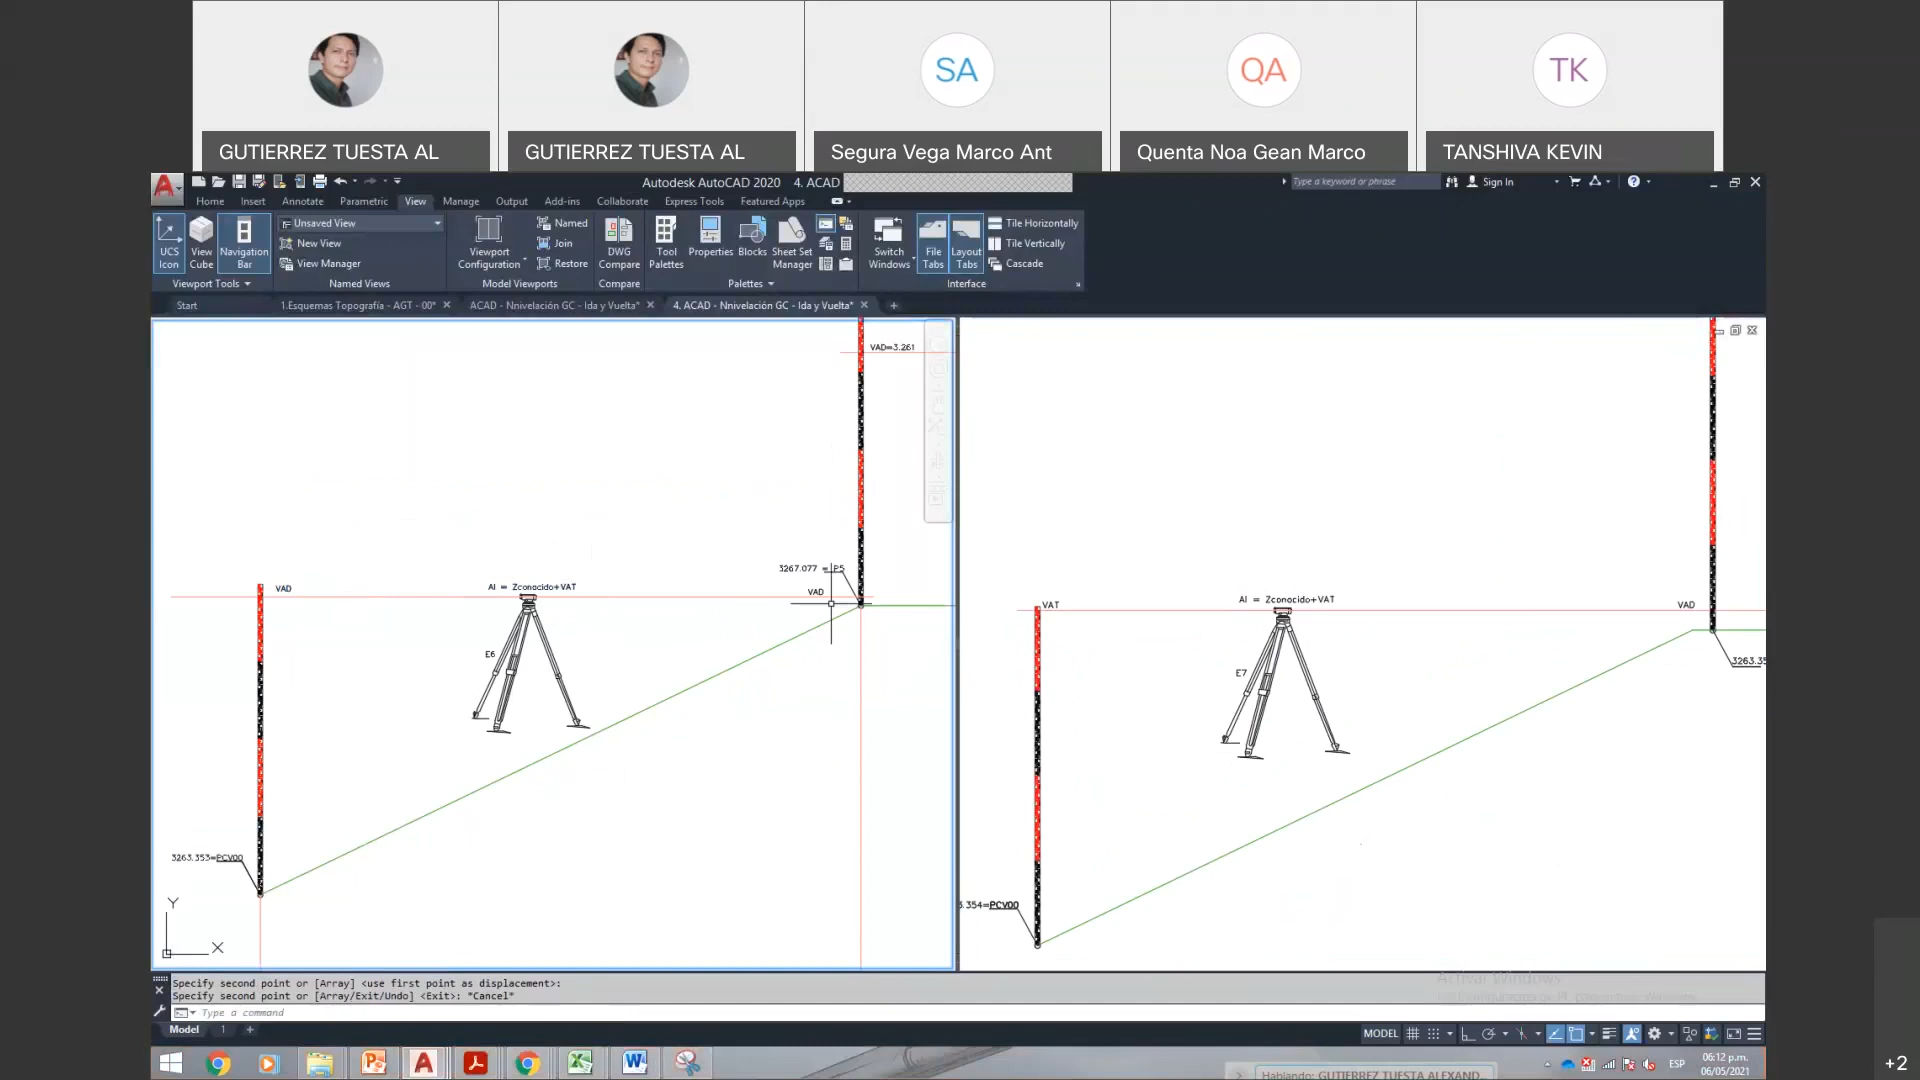 SA
QA
TK
GUTIERREZ TUESTA AL
GUTIERREZ TUESTA AL
Segura Vega Marco Ant
Quenta Noa Gean Marco
TANSHIVA KEVIN
Autodesk AutoCAD 2020 4. ACAD
Type a keyword or phrase
Sign In
Home Insert Annotate Parametric View Manage Output Add-ins Collaborate Express Tools Featured Apps
UCS Icon
View Cube
Navigation Bar
Viewport Tools
Unsaved View
New View
View Manager
Named Views
Viewport Configuration
Named
Join
Restore
Model Viewports
DWG Compare
Compare
Tool Palettes
Properties
Blocks
Sheet Set Manager
Palettes
Switch Windows
File Tabs
Layout Tabs
Tile Horizontally
Tile Vertically
Cascade
Interface
Start
1.Esquemas Topografía - AGT - 00*
ACAD - Nnivelación GC - Ida y Vuelta*
4. ACAD - Nnivelación GC - Ida y Vuelta*
VAD=3.261
3267.077 = P5
VAD
AI = Zconocido+VAT
VAD
E6
3263.353=PCV00
Y
X
VAT
AI = Zconocido+VAT
VAD
E7
3263.35
3.354=PCV00
Specify second point or [Array] <use first point as displacement>:
Specify second point or [Array/Exit/Undo] <Exit>: *Cancel*
Type a command
Activar Windows
Model 1 +
MODEL
ESP
06:12 p.m.
06/05/2021
Hablando: GUTIERREZ TUESTA ALEXAND...
+2